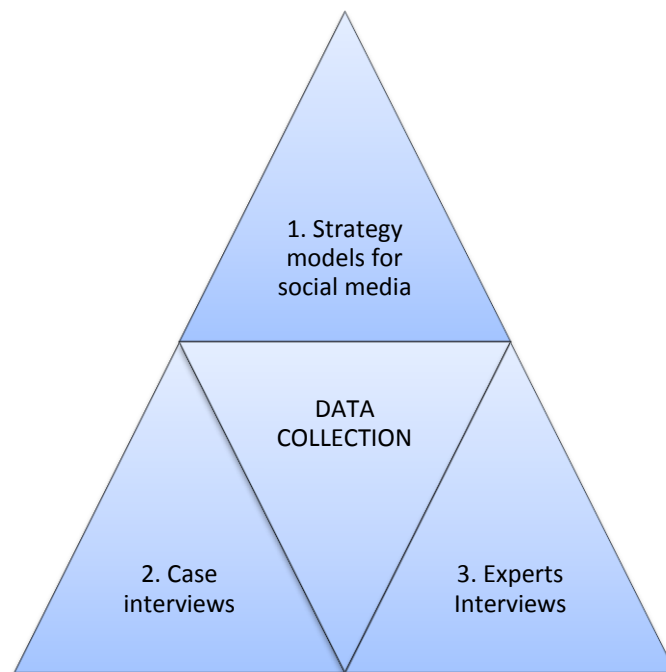 1. Strategy
models for
social media
DATA
COLLECTION
2. Case
interviews
3. Experts
Interviews